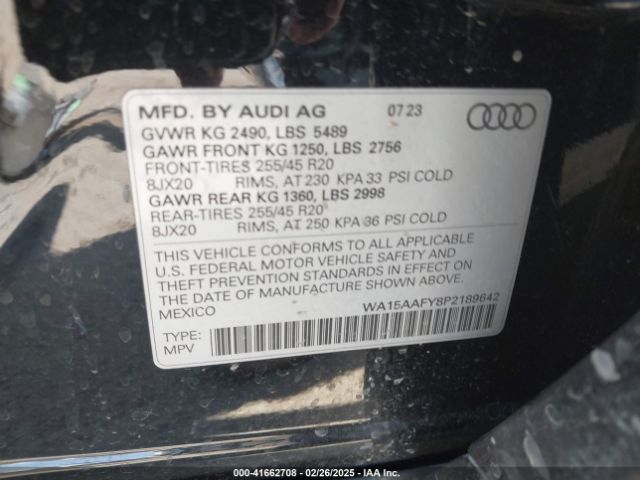 MFD. BY AUDI AG 07 23
GVWR KG 2490, LBS 5489
GAWR FRONT KG 1250, LBS 2756
FRONT-TIRES 255/45 R20
8JX20 RIMS, AT 230 KPA 33 PSI COLD
GAWR REAR KG 1360, LBS 2998
REAR-TIRES 255/45 R20
8JX20 RIMS, AT 250 KPA 36 PSI COLD
THIS VEHICLE CONFORMS TO ALL APPLICABLE
U.S. FEDERAL MOTOR VEHICLE SAFETY AND
THEFT PREVENTION STANDARDS IN EFFECT ON
THE DATE OF MANUFACTURE SHOWN ABOVE.
MEXICO
WA15AAFY8P2189642
TYPE:
MPV
000-41662708 - 02/26/2025 - IAA Inc.